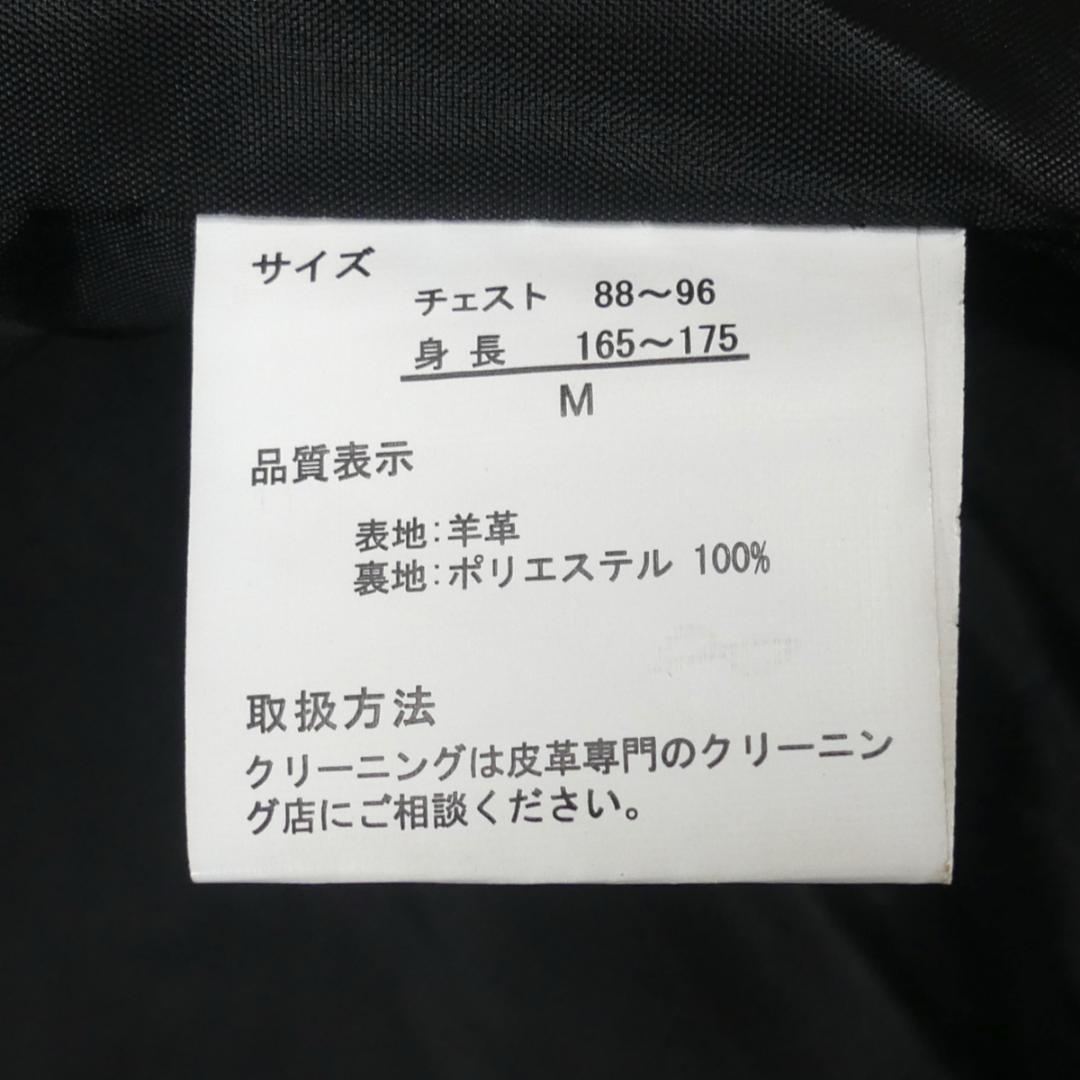 サイズ
チェスト 88〜96
身長 165〜175
M
品質表示
表地:羊革
裏地:ポリエステル 100%
取扱方法
クリーニングは皮革専門のクリーニン
グ店にご相談ください。